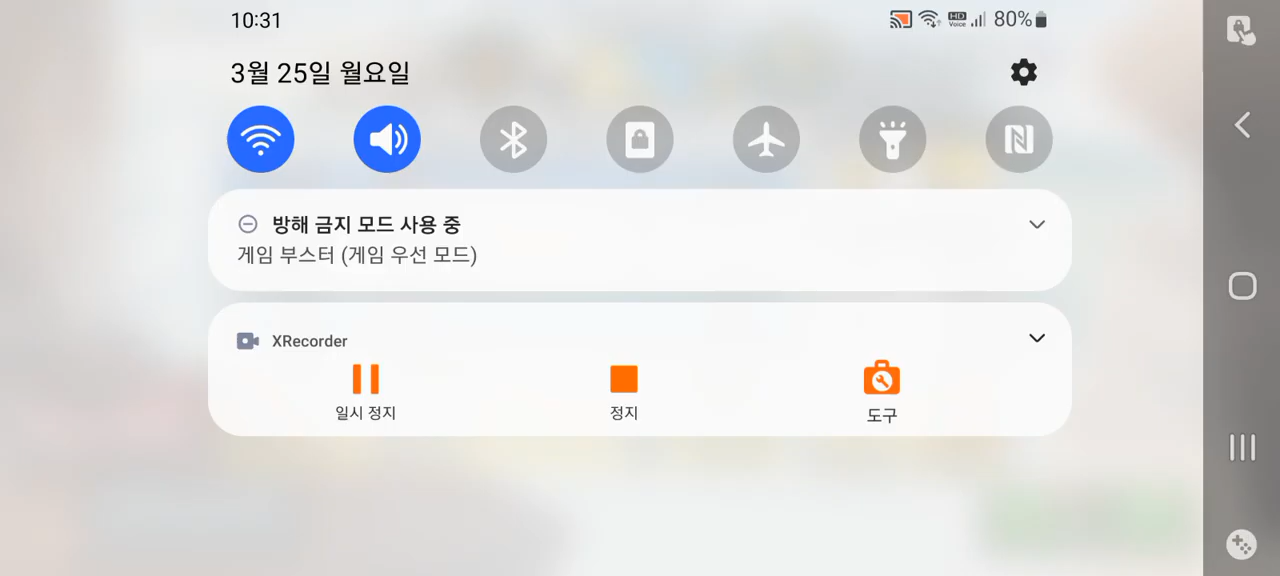 10:31
HD Voice 80%
3월 25일 월요일
방해 금지 모드 사용 중
게임 부스터 (게임 우선 모드)
XRecorder
일시 정지
정지
도구